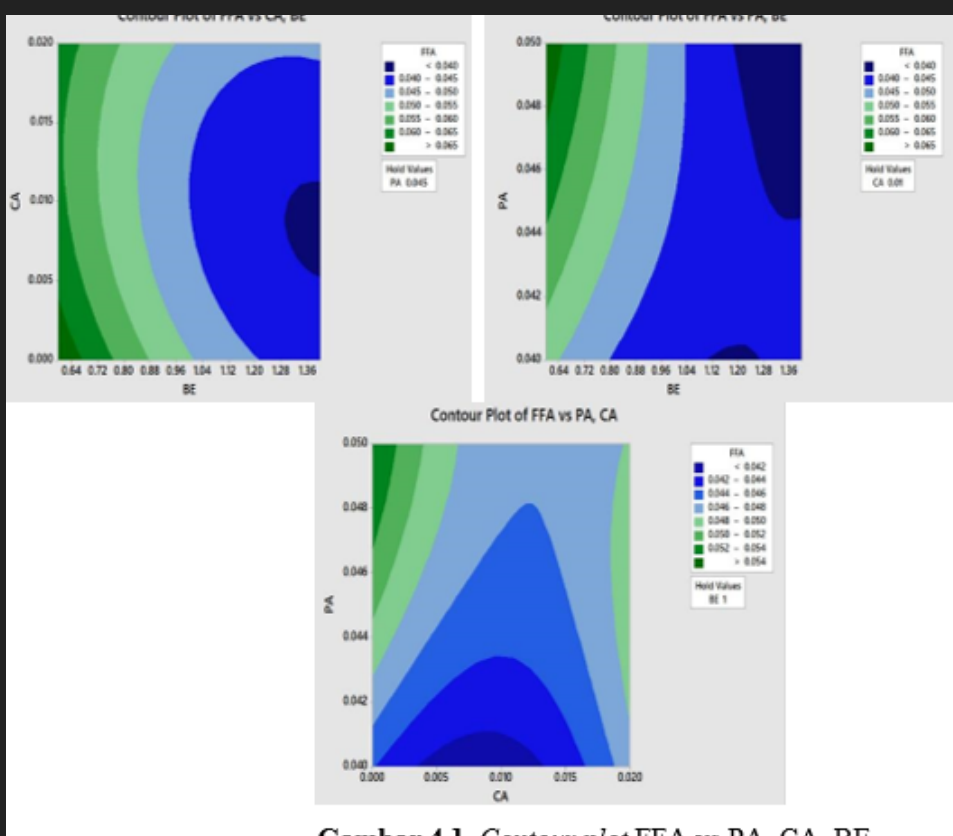 Contour Plot of FFA vs CA, BE
0.020
0.015
0.010
0.005
0.000
CA
0.64 0.72 0.80 0.88 0.96 1.04 1.12 1.20 1.28 1.36
BE
FFA
< 0.040
0.040 – 0.045
0.045 – 0.050
0.050 – 0.055
0.055 – 0.060
0.060 – 0.065
> 0.065
Hold Values
PA 0.045
Contour Plot of FFA vs PA, BE
0.050
0.048
0.046
0.044
0.042
0.040
PA
0.64 0.72 0.80 0.88 0.96 1.04 1.12 1.20 1.28 1.36
BE
FFA
< 0.040
0.040 – 0.045
0.045 – 0.050
0.050 – 0.055
0.055 – 0.060
0.060 – 0.065
> 0.065
Hold Values
CA 0.01
Contour Plot of FFA vs PA, CA
0.050
0.048
0.046
0.044
0.042
0.040
PA
0.000 0.005 0.010 0.015 0.020
CA
FFA
< 0.042
0.042 – 0.044
0.044 – 0.046
0.046 – 0.048
0.048 – 0.050
0.050 – 0.052
0.052 – 0.054
> 0.054
Hold Values
BE 1
Gambar 4.1. Contour plot FFA vs PA, CA, BE